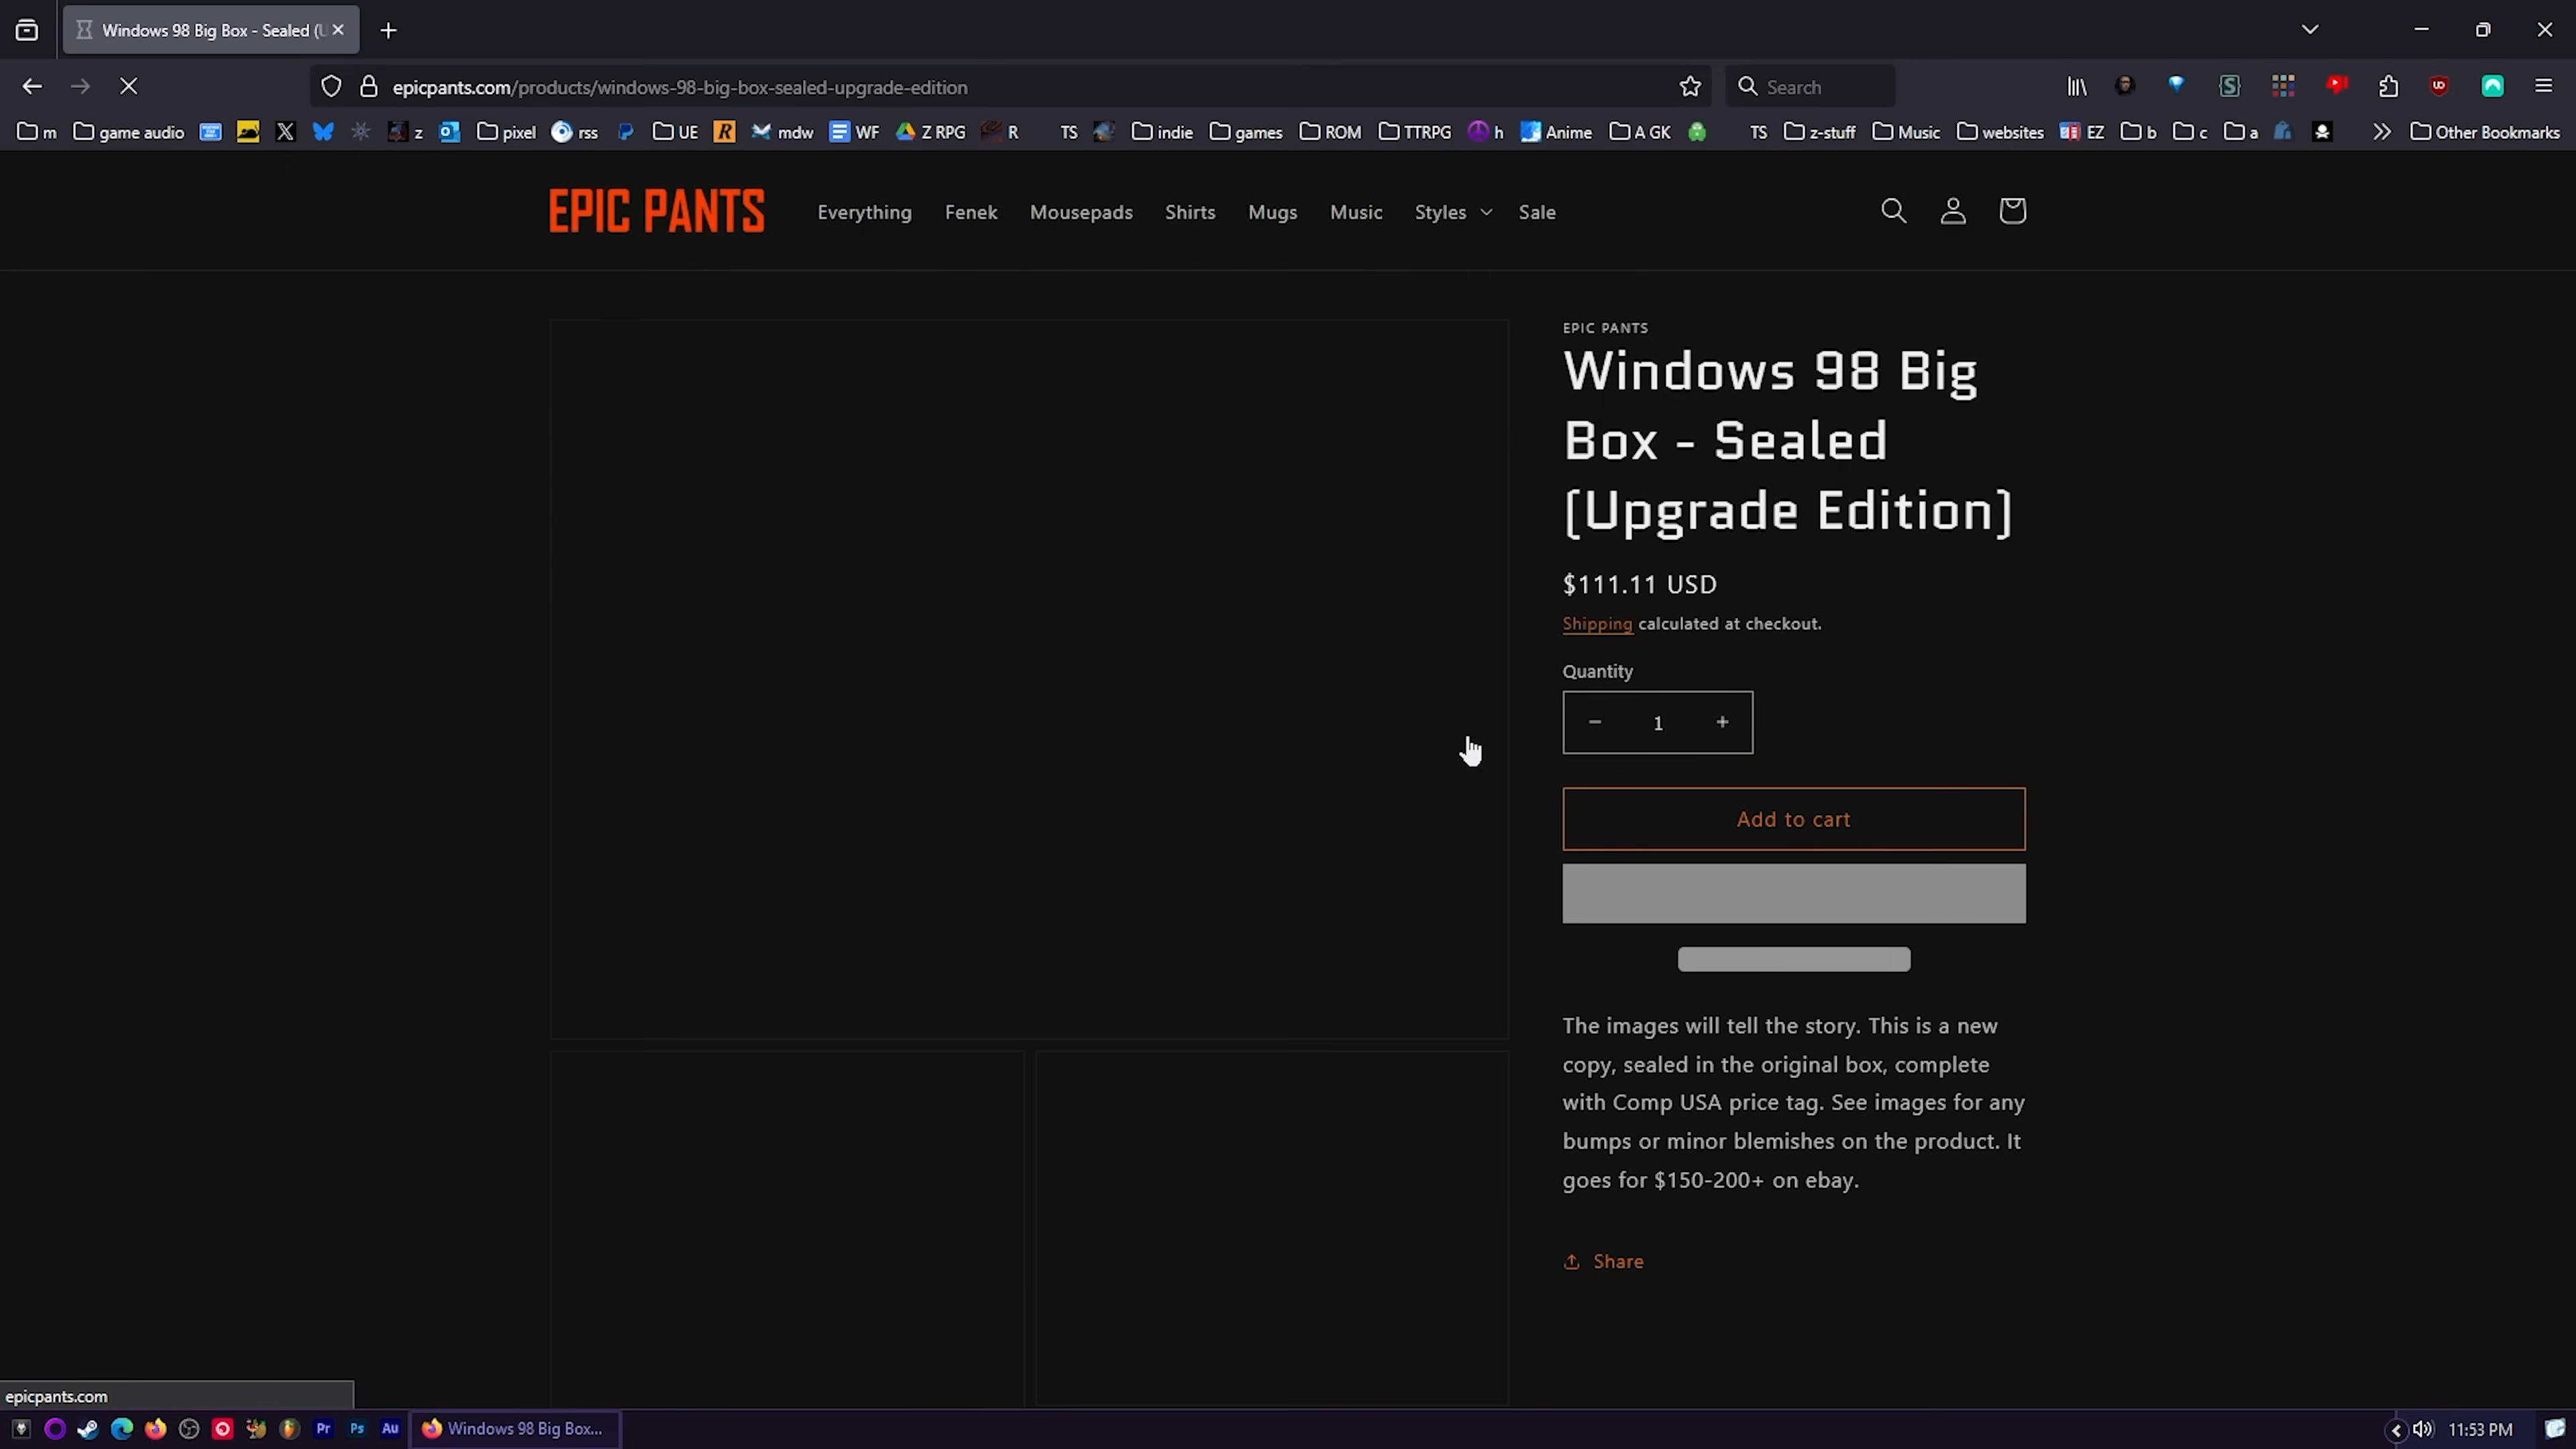 Windows 98 Big Box - Sealed (U
epicpants.com/products/windows-98-big-box-sealed-upgrade-edition
Search
m game audio z pixel rss UE mdw WF Z RPG R TS indie games ROM TTRPG h Anime A GK TS z-stuff Music websites EZ b c a Other Bookmarks
EPIC PANTS
Everything Fenek Mousepads Shirts Mugs Music Styles Sale
EPIC PANTS
Windows 98 Big
Box - Sealed
(Upgrade Edition)
$111.11 USD
Shipping calculated at checkout.
Quantity
− 1 +
Add to cart
The images will tell the story. This is a new
copy, sealed in the original box, complete
with Comp USA price tag. See images for any
bumps or minor blemishes on the product. It
goes for $150-200+ on ebay.
Share
epicpants.com
Pr Ps Au Windows 98 Big Box... 11:53 PM